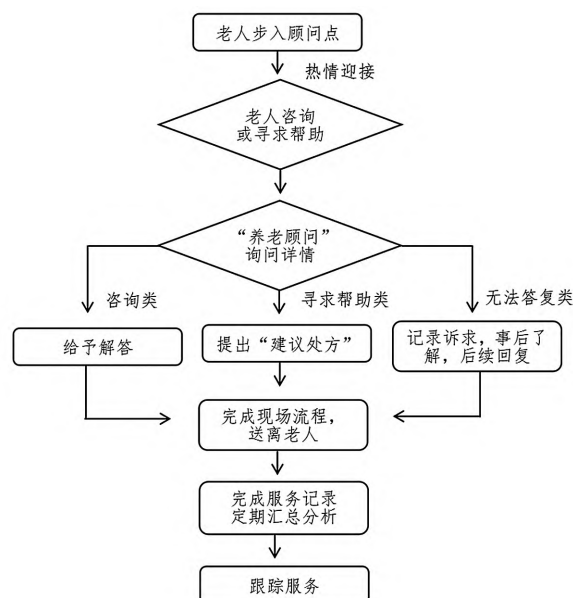 老人步入顾问点
热情迎接
老人咨询
或寻求帮助
“养老顾问”
询问详情
咨询类
寻求帮助类
无法答复类
给予解答
提出“建议处方”
记录诉求，事后了
解，后续回复
完成现场流程，
送离老人
完成服务记录
定期汇总分析
跟踪服务